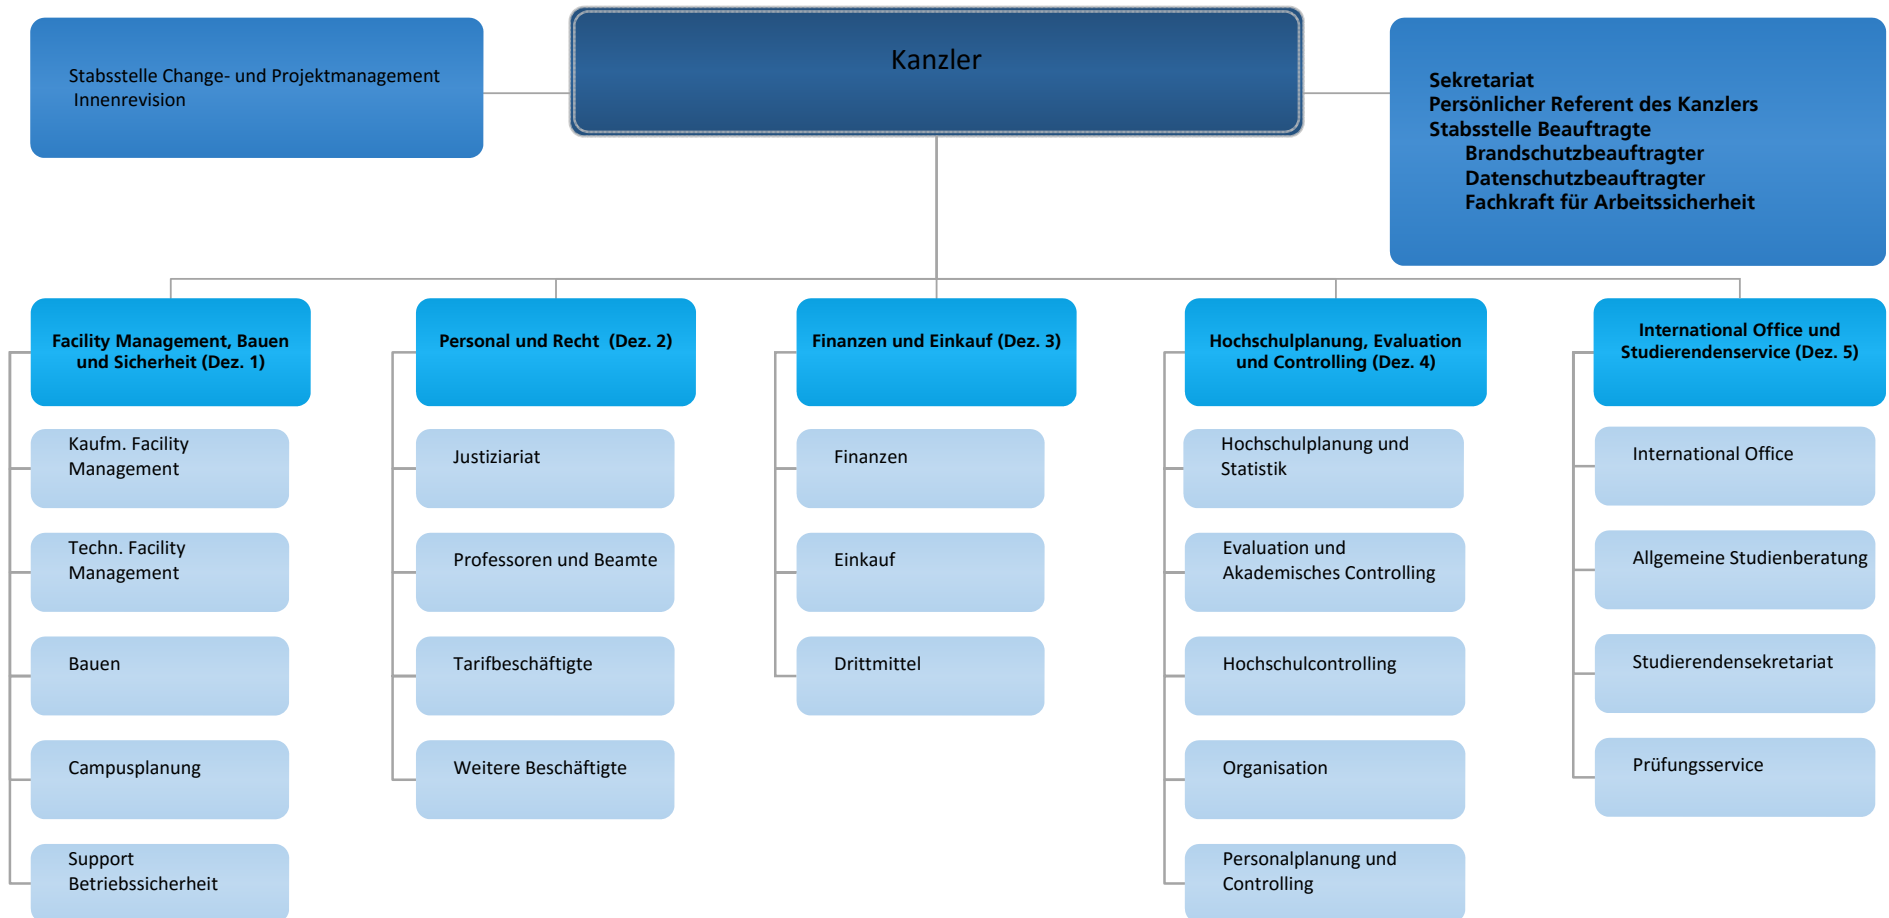 Kanzler
Stabsstelle Change- und Projektmanagement
Innenrevision
Sekretariat
Persönlicher Referent des Kanzlers
Stabsstelle Beauftragte
Brandschutzbeauftragter
Datenschutzbeauftragter
Fachkraft für Arbeitssicherheit
Facility Management, Bauen
und Sicherheit (Dez. 1)
Kaufm. Facility
Management
Techn. Facility
Management
Bauen
Campusplanung
Support
Betriebssicherheit
Personal und Recht (Dez. 2)
Justiziariat
Professoren und Beamte
Tarifbeschäftigte
Weitere Beschäftigte
Finanzen und Einkauf (Dez. 3)
Finanzen
Einkauf
Drittmittel
Hochschulplanung, Evaluation
und Controlling (Dez. 4)
Hochschulplanung und
Statistik
Evaluation und
Akademisches Controlling
Hochschulcontrolling
Organisation
Personalplanung und
Controlling
International Office und
Studierendenservice (Dez. 5)
International Office
Allgemeine Studienberatung
Studierendensekretariat
Prüfungsservice